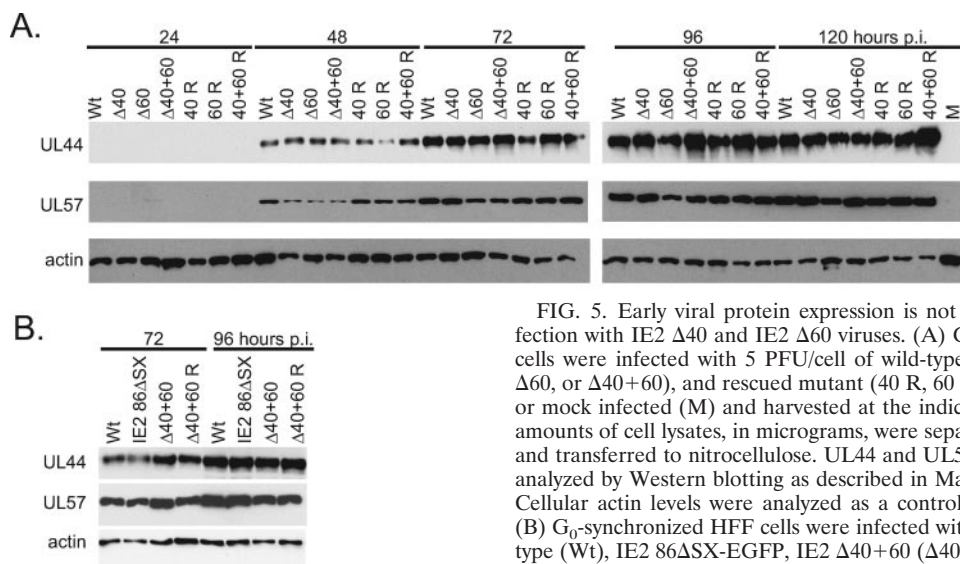 A.
24 48 72 96 120 hours p.i.
Wt Δ40 Δ60 Δ40+60 40 R 60 R 40+60 R Wt Δ40 Δ60 Δ40+60 40 R 60 R 40+60 R Wt Δ40 Δ60 Δ40+60 40 R 60 R 40+60 R Wt Δ40 Δ60 Δ40+60 40 R 60 R 40+60 R Wt Δ40 Δ60 Δ40+60 40 R 60 R 40+60 R M
UL44
UL57
actin
B.
72 96 hours p.i.
Wt IE2 86ΔSX Δ40+60 Δ40+60 R Wt IE2 86ΔSX Δ40+60 Δ40+60 R
UL44
UL57
actin
FIG. 5. Early viral protein expression is not
fection with IE2 Δ40 and IE2 Δ60 viruses. (A) G
cells were infected with 5 PFU/cell of wild-type
Δ60, or Δ40+60), and rescued mutant (40 R, 60
or mock infected (M) and harvested at the indic
amounts of cell lysates, in micrograms, were separ
and transferred to nitrocellulose. UL44 and UL5
analyzed by Western blotting as described in Ma
Cellular actin levels were analyzed as a control
(B) G₀-synchronized HFF cells were infected wit
type (Wt), IE2 86ΔSX-EGFP, IE2 Δ40+60 (Δ40